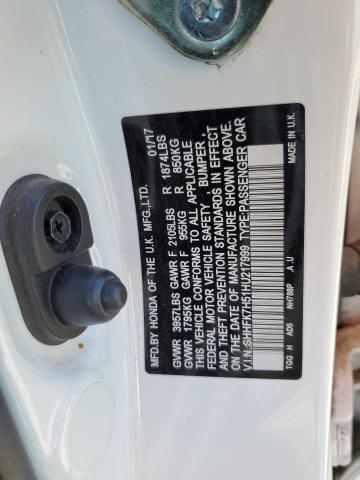 MFD.BY HONDA OF THE U.K. MFG.,LTD. 01/17
GVWR 3957LBS GAWR F 2105LBS R 1874LBS
GVWR 1795KG GAWR F 955KG R 850KG
THIS VEHICLE CONFORMS TO ALL APPLICABLE
FEDERAL MOTOR VEHICLE SAFETY BUMPER,
AND THEFT PREVENTION STANDARDS IN EFFECT
ON THE DATE OF MANUFACTURE SHOWN ABOVE.
V.I.N:SHHFK7H51HU217999 TYPE:PASSENGER CAR
TGG H AD5 NH788P A,U MADE IN U.K.